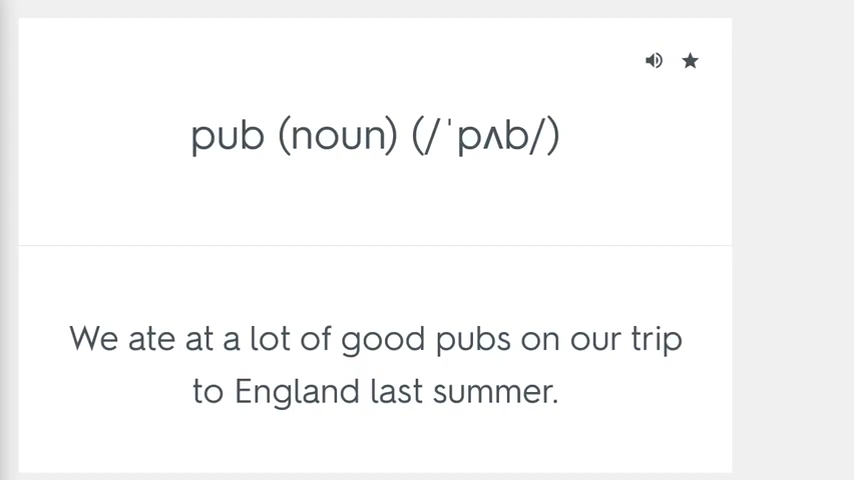 pub (noun) (/ˈpʌb/)
We ate at a lot of good pubs on our trip
to England last summer.